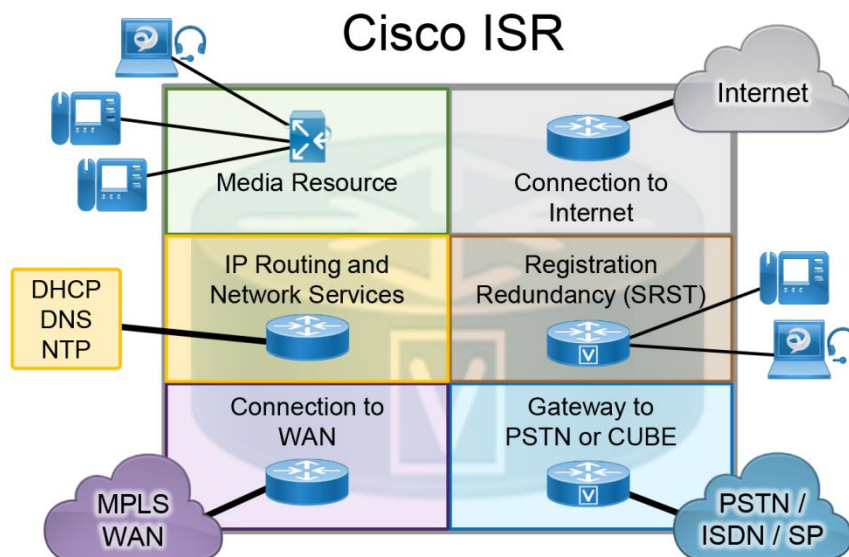 Cisco ISR
Internet
Media Resource
Connection to
Internet
IP Routing and
Network Services
Registration
Redundancy (SRST)
DHCP
DNS
NTP
V
Connection to
WAN
Gateway to
PSTN or CUBE
V
V
MPLS
WAN
PSTN /
ISDN / SP